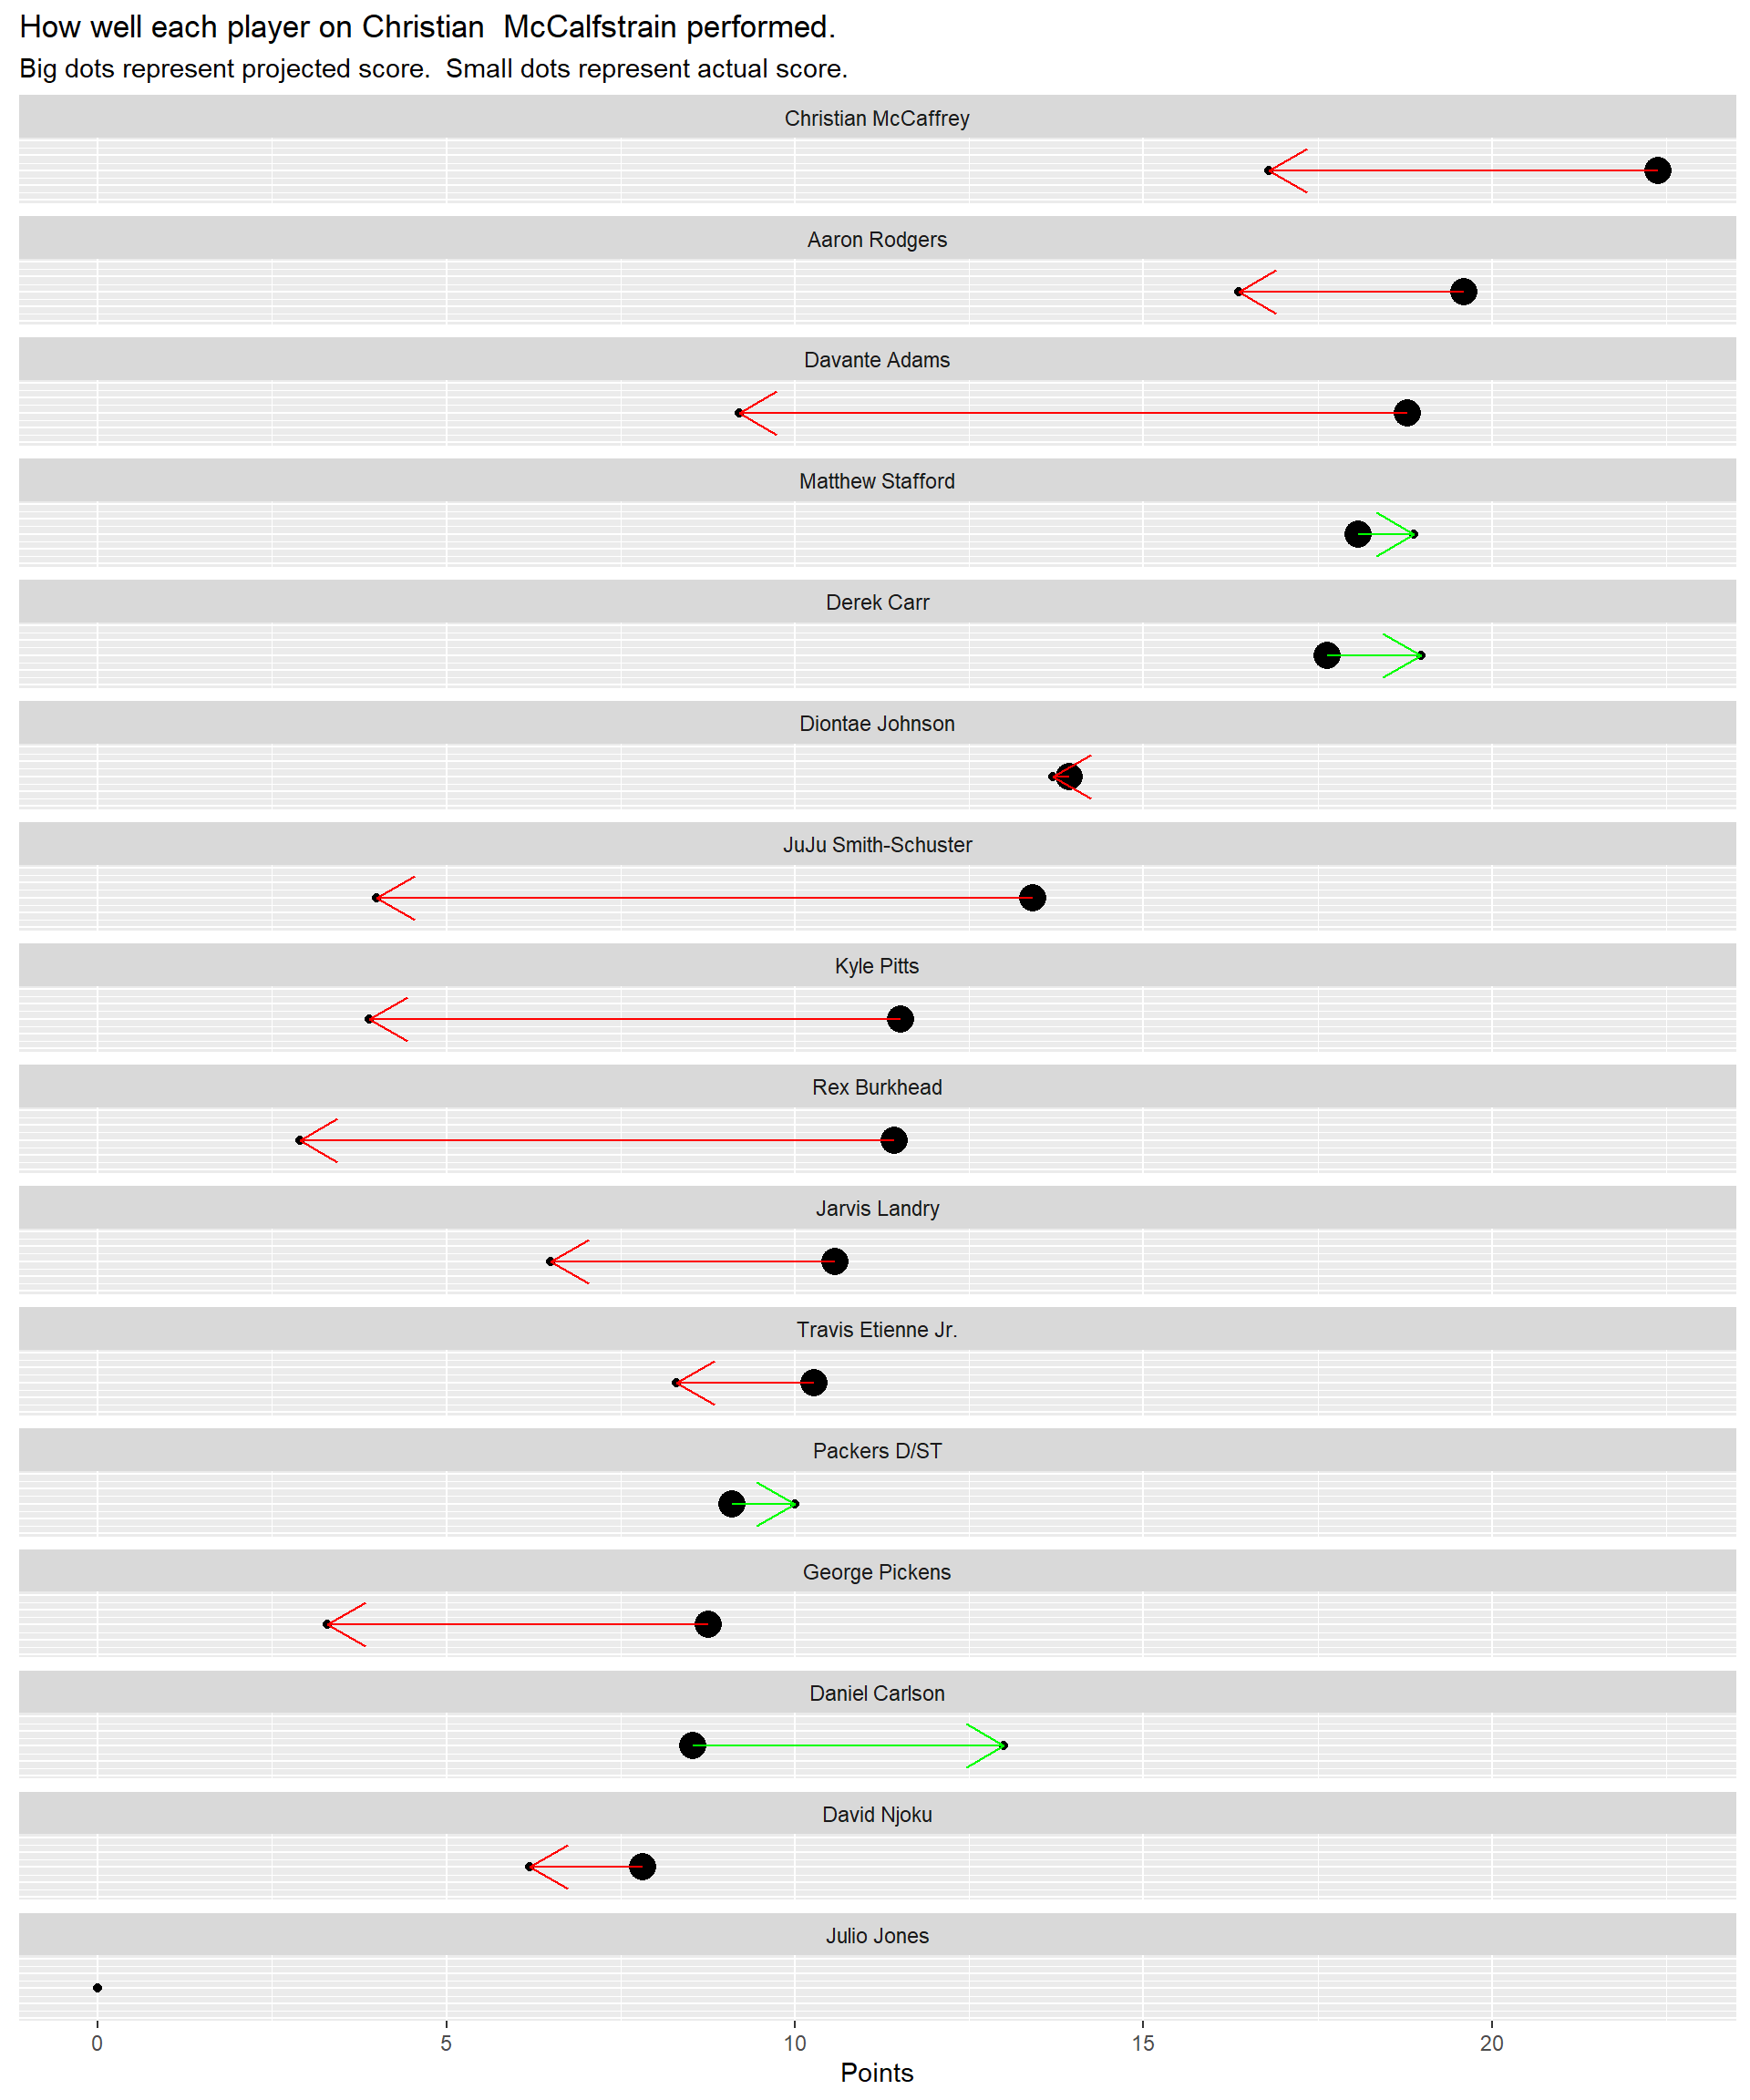 How well each player on Christian  McCalfstrain performed.
Big dots represent projected score.  Small dots represent actual score.
Christian McCaffrey
Aaron Rodgers
Davante Adams
Matthew Stafford
Derek Carr
Diontae Johnson
JuJu Smith-Schuster
Kyle Pitts
Rex Burkhead
Jarvis Landry
Travis Etienne Jr.
Packers D/ST
George Pickens
Daniel Carlson
David Njoku
Julio Jones
0 5 10 15 20
Points